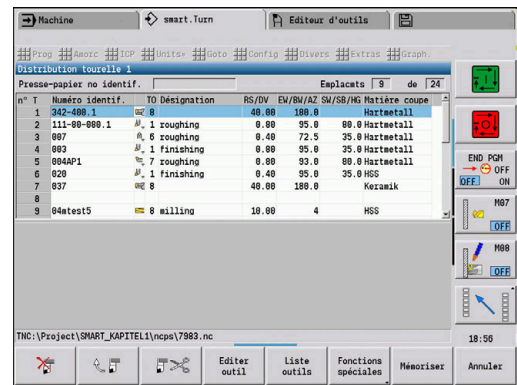 Machine smart.Turn Editeur d'outils
Prog Amorc ICP Units» Goto Config Divers Extras Graph.
Distribution tourelle 1
Presse-papier no identif. Emplacmts 9 de 24
n° T Numéro identif. TO Désignation RS/DV EW/BW/AZ SW/SB/HG Matière coupe
1 342-400.1 8 40.00 180.0 Hartmetall
2 111-80-080.1 1 roughing 0.80 95.0 80.0 Hartmetall
3 007 1 roughing 0.40 72.5 35.0 Hartmetall
4 003 1 finishing 0.80 95.0 80.0 Hartmetall
5 004AP1 7 roughing 0.80 93.0 80.0 Hartmetall
6 020 1 finishing 0.40 95.0 35.0 HSS
7 037 8 40.00 180.0 Keramik
8
9 04mtest5 8 milling 10.00 4 HSS
END PGM
OFF
OFF ON
M07
OFF
M08
OFF
TNC:\Project\SMART_KAPITEL1\ncps\7983.nc
18:56
Editer outil
Liste outils
Fonctions spéciales
Mémoriser
Annuler